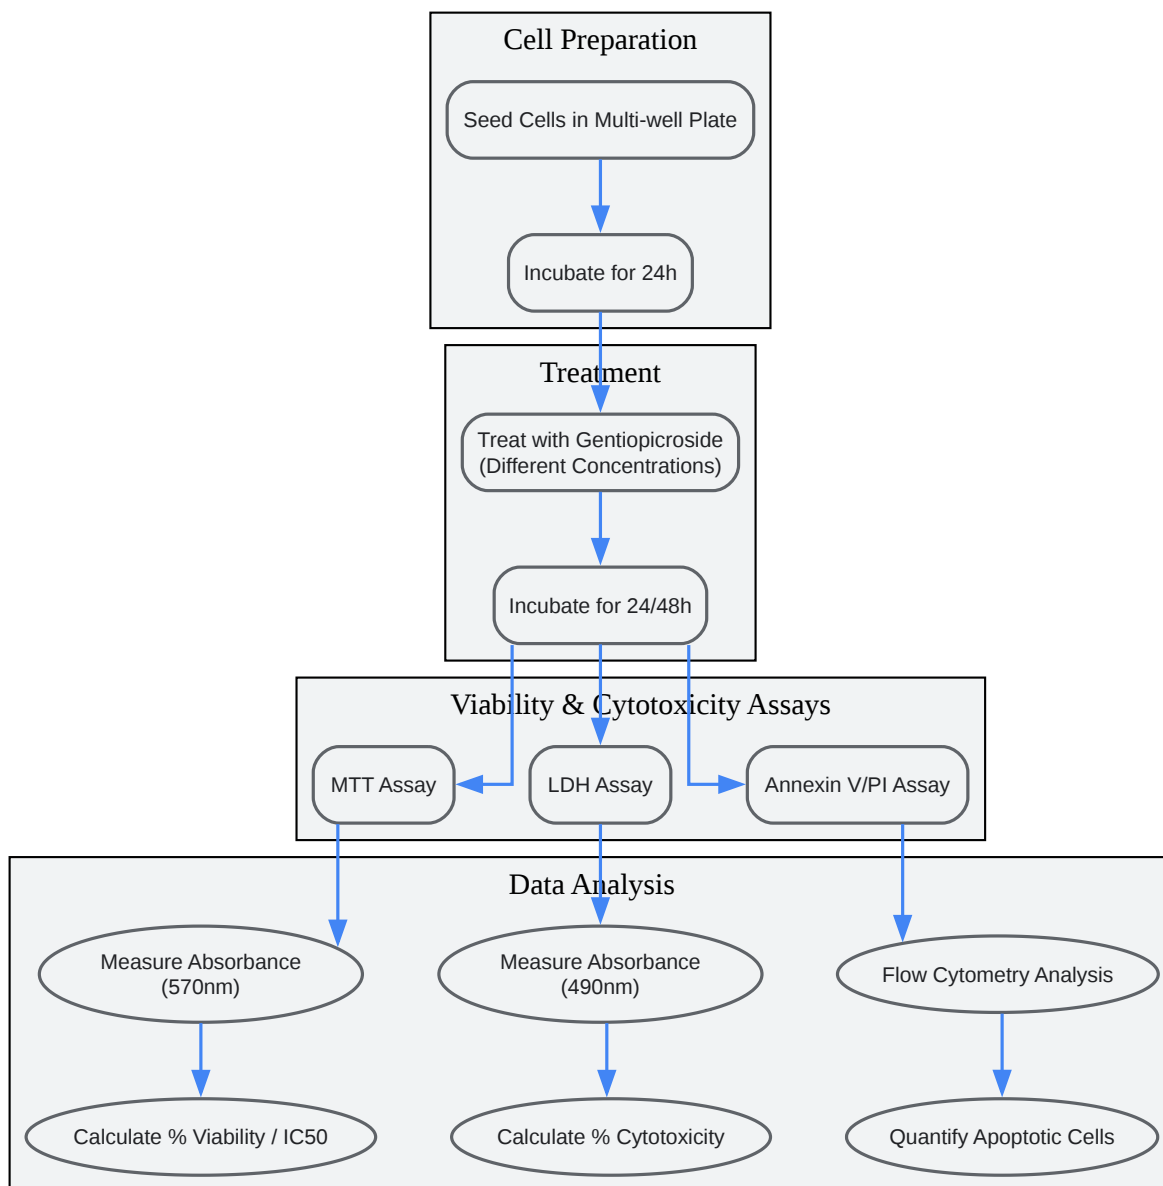 Cell Preparation
Seed Cells in Multi-well Plate
Incubate for 24h
Treatment
Treat with Gentiopicroside
(Different Concentrations)
Incubate for 24/48h
Viability & Cytotoxicity Assays
MTT Assay
LDH Assay
Annexin V/PI Assay
Data Analysis
Measure Absorbance
(570nm)
Measure Absorbance
(490nm)
Flow Cytometry Analysis
Calculate % Viability / IC50
Calculate % Cytotoxicity
Quantify Apoptotic Cells